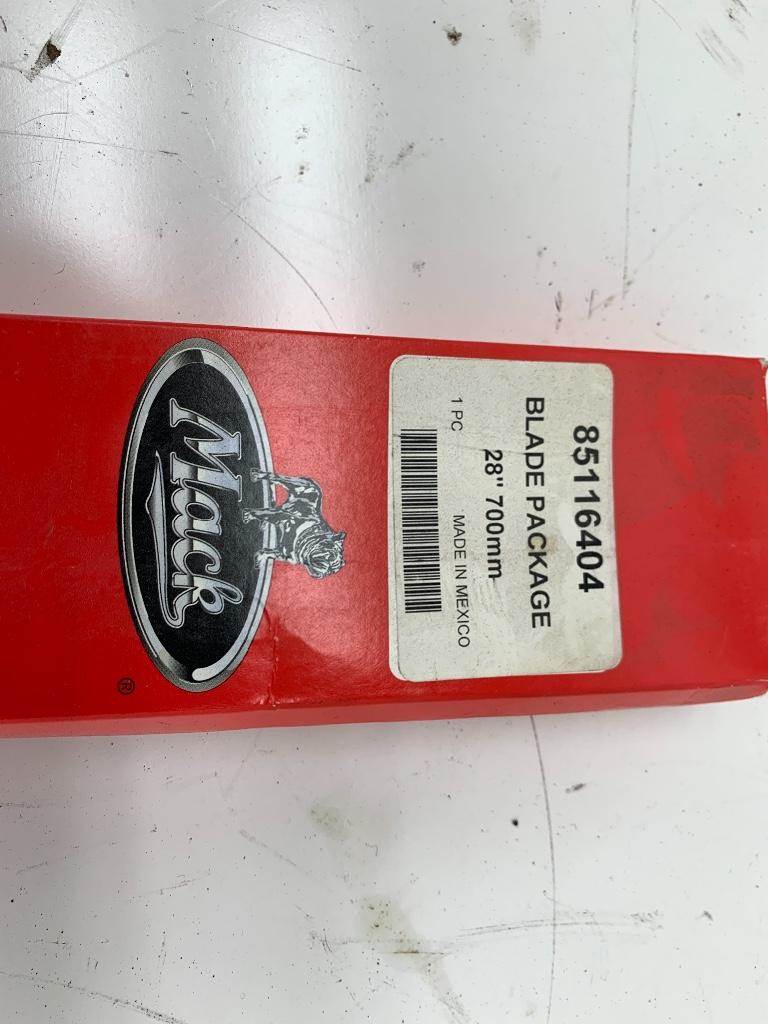 85116404
BLADE PACKAGE
28" 700mm
1 PC MADE IN MEXICO
Mack
®